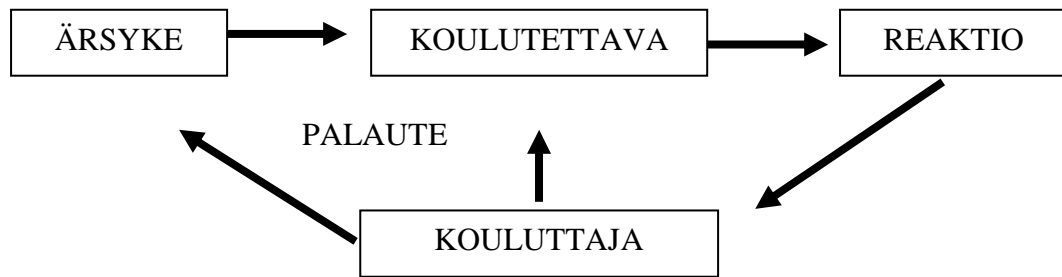 ÄRSYKE
KOULUTETTAVA
REAKTIO
PALAUTE
KOULUTTAJA